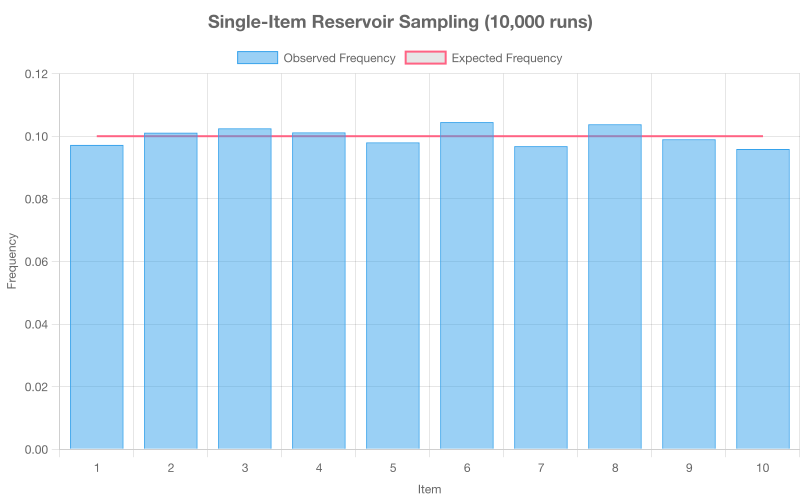 Single-Item Reservoir Sampling (10,000 runs)
Observed Frequency Expected Frequency
0.12
0.10
0.08
0.06
0.04
0.02
0.00
Frequency
1 2 3 4 5 6 7 8 9 10
Item